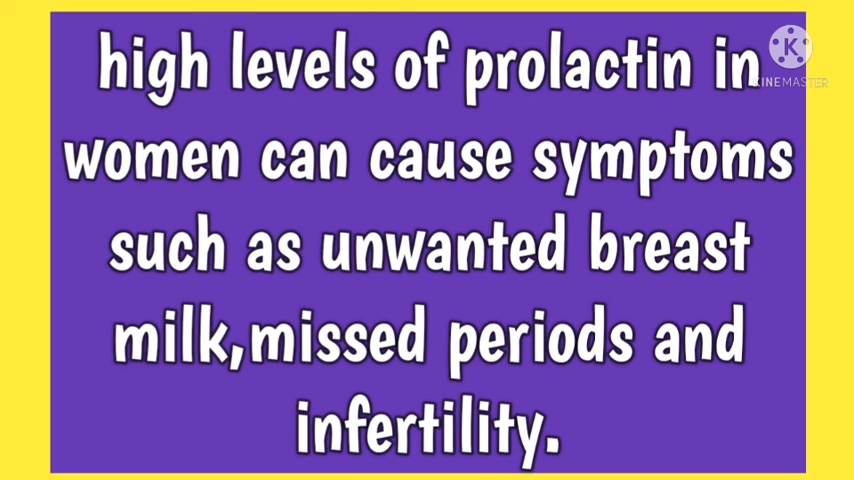 high levels of prolactin in
women can cause symptoms
such as unwanted breast
milk,missed periods and
infertility.
K
KINEMASTER